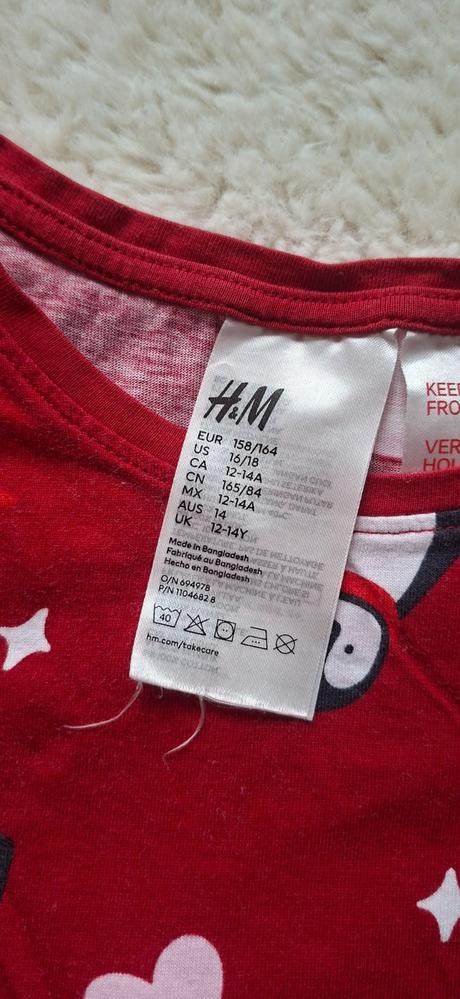 H&M
EUR 158/164
US 16/18
CA 12-14A
CN 165/84
MX 12-14A
AUS 14
UK 12-14Y
Made in Bangladesh
Fabriqué au Bangladesh
Hecho en Bangladesh
O/N 694978
P/N 1104682 8
40
hm.com/takecare
KEEP
FRO
VER
HOU